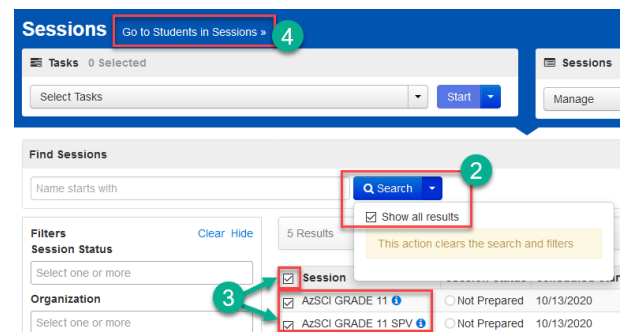 Sessions Go to Students in Sessions » 4
Tasks 0 Selected
Sessions
Select Tasks
Start
Manage
Find Sessions
2
Name starts with
Search
Show all results
Filters Clear Hide
5 Results
This action clears the search and filters
Session Status
Select one or more
Session
Organization
3
AzSCI GRADE 11 Not Prepared 10/13/2020
Select one or more
AzSCI GRADE 11 SPV Not Prepared 10/13/2020